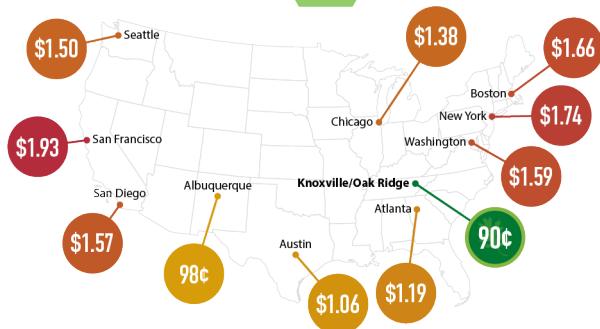 $1.50
Seattle
$1.38
$1.66
Boston
Chicago
New York
$1.74
$1.93
San Francisco
Washington
$1.59
San Diego
Albuquerque
Knoxville/Oak Ridge
Atlanta
$1.57
90¢
Austin
98¢
$1.06
$1.19